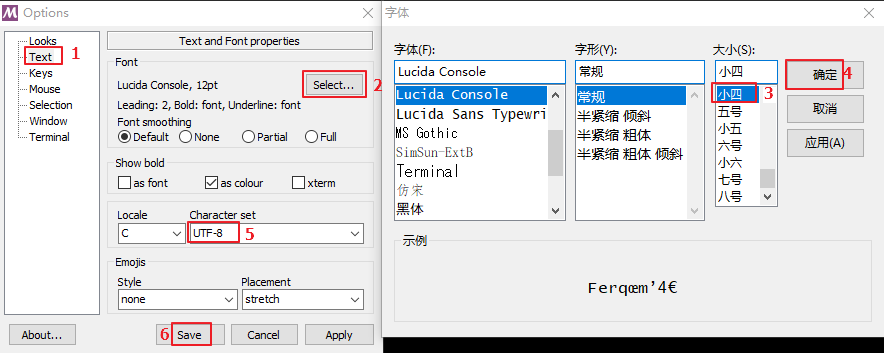 Options
Looks
Text 1
Keys
Mouse
Selection
Window
Terminal
Text and Font properties
Font
Lucida Console, 12pt
Select... 2
Leading: 2, Bold: font, Underline: font
Font smoothing
Default None Partial Full
Show bold
as font as colour xterm
Locale Character set
C UTF-8 5
Emojis
Style Placement
none stretch
About... 6 Save Cancel Apply
字体
字体(F): 字形(Y): 大小(S):
Lucida Console 常规 小四
Lucida Console
Lucida Sans Typewri
MS Gothic
SimSun-ExtB
Terminal
仿宋
黑体
常规
半紧缩 倾斜
半紧缩 粗体
半紧缩 粗体 倾斜
小四 3
五号
小五
六号
小六
七号
八号
确定 4
取消
应用(A)
示例
Ferqœm’4€